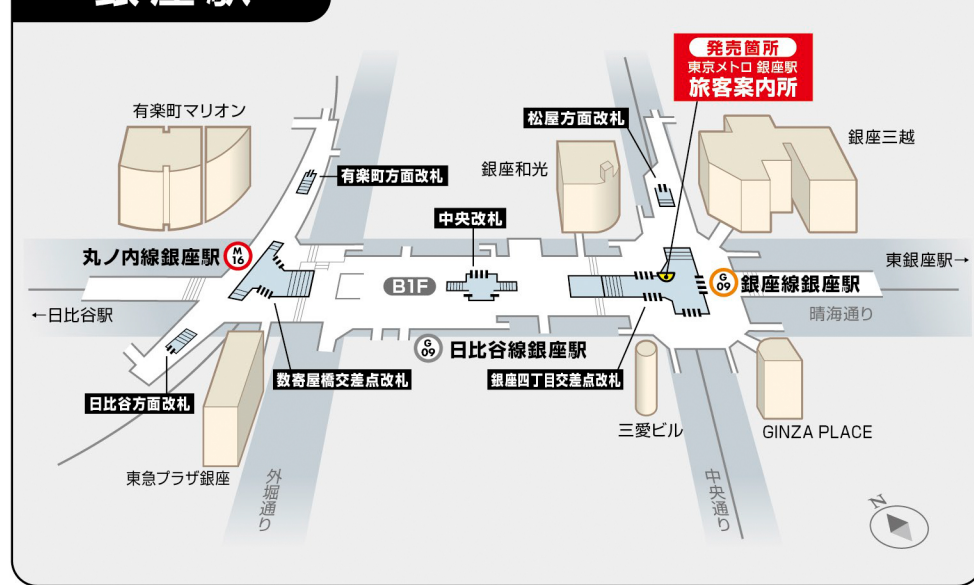 銀座駅
発売箇所
東京メトロ 銀座駅
旅客案内所
有楽町マリオン
松屋方面改札
銀座三越
銀座和光
有楽町方面改札
中央改札
丸ノ内線銀座駅
M
16
東銀座駅→
B1F
G
09
銀座線銀座駅
←日比谷駅
晴海通り
G
09
日比谷線銀座駅
数寄屋橋交差点改札
銀座四丁目交差点改札
日比谷方面改札
三愛ビル
GINZA PLACE
東急プラザ銀座
外堀通り
中央通り
N